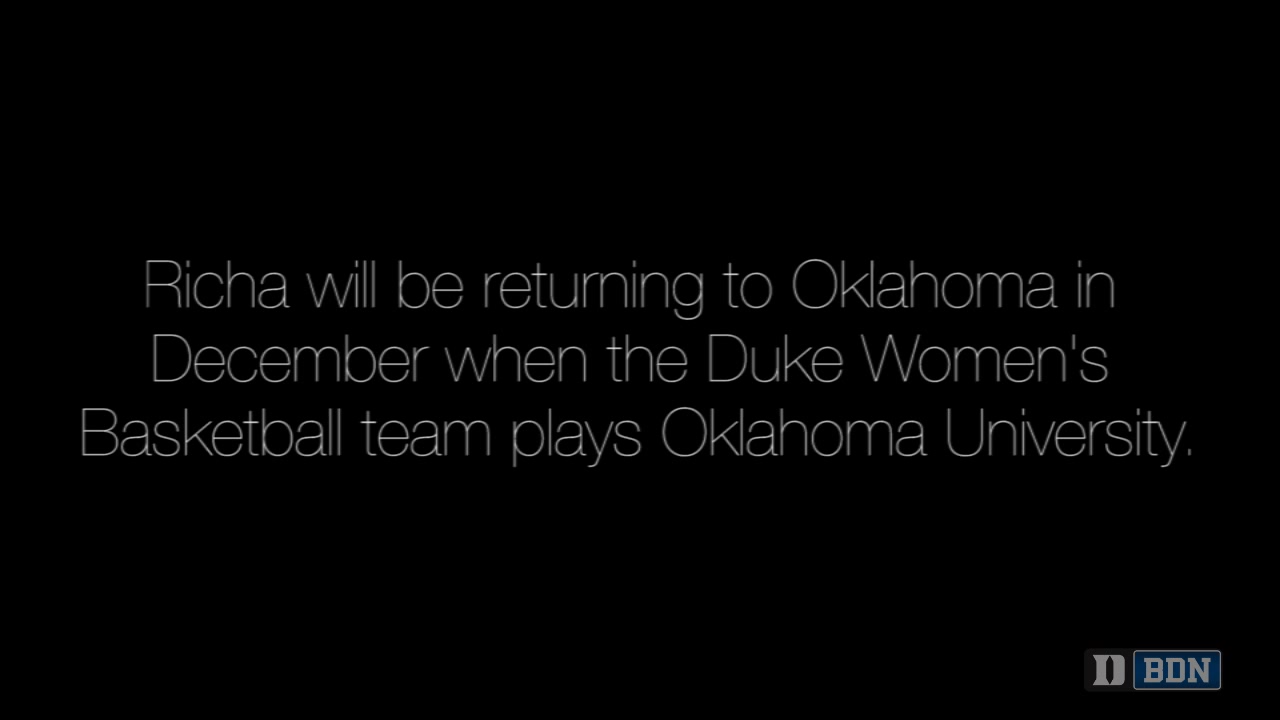 Richa will be returning to Oklahoma in
December when the Duke Women's
Basketball team plays Oklahoma University.
D BDN